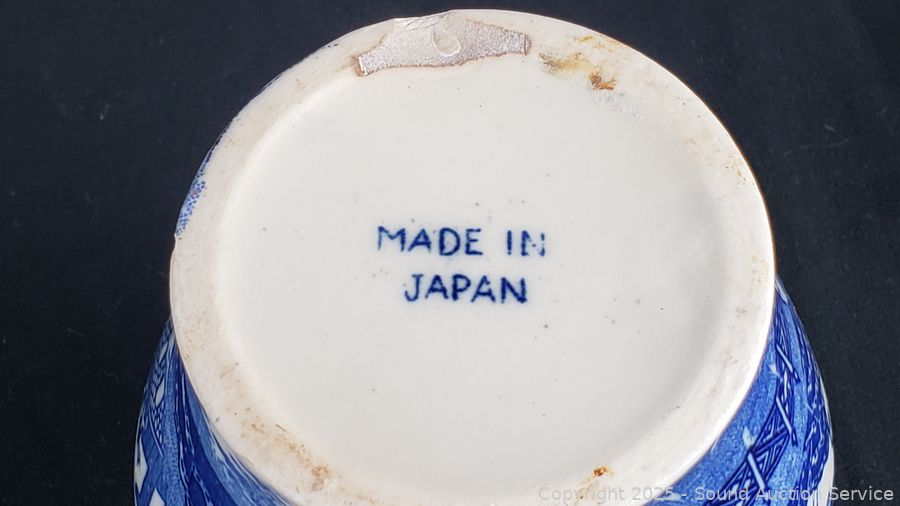 MADE IN
JAPAN
Copyright 2025 - Sound Auction Service